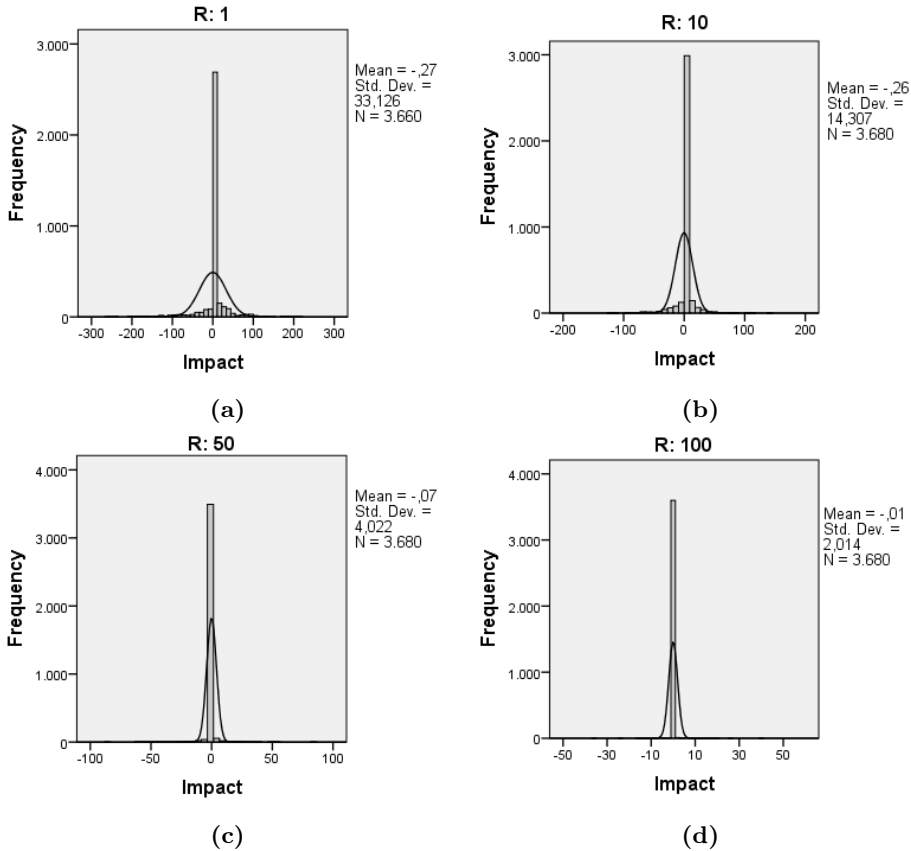 R: 1
3.000
2.000
1.000
0
Frequency
-300 -200 -100 0 100 200 300
Impact
Mean = -,27
Std. Dev. =
33,126
N = 3.660
(a)
R: 10
3.000
2.000
1.000
0
Frequency
-200 -100 0 100 200
Impact
Mean = -,26
Std. Dev. =
14,307
N = 3.680
(b)
R: 50
4.000
3.000
2.000
1.000
0
Frequency
-100 -50 0 50 100
Impact
Mean = -,07
Std. Dev. =
4,022
N = 3.680
(c)
R: 100
4.000
3.000
2.000
1.000
0
Frequency
-50 -30 -10 10 30 50
Impact
Mean = -,01
Std. Dev. =
2,014
N = 3.680
(d)